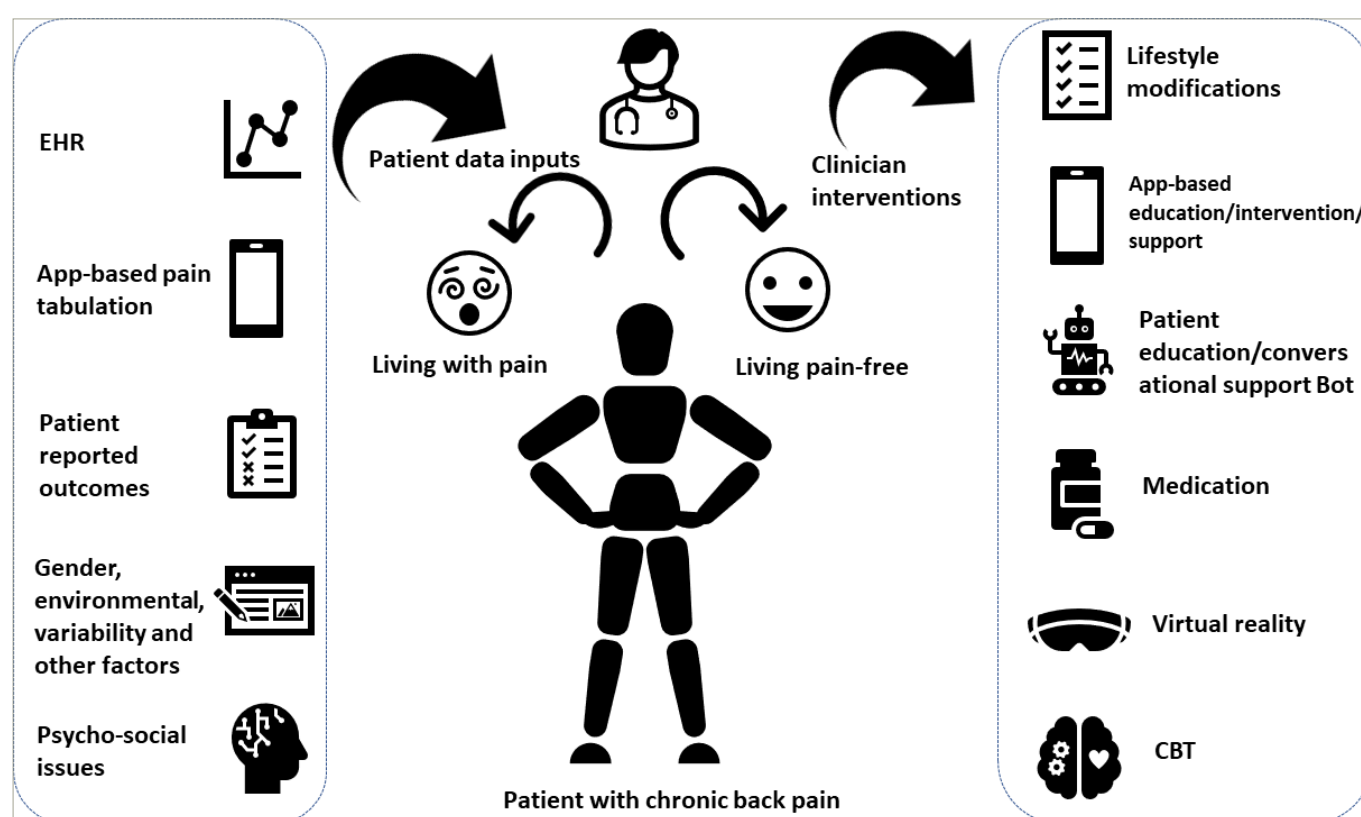 EHR
App-based pain
tabulation
Patient
reported
outcomes
Gender,
environmental,
variability and
other factors
Psycho-social
issues
Patient data inputs
Clinician
interventions
Living with pain
Living pain-free
Patient with chronic back pain
Lifestyle
modifications
App-based
education/intervention/
support
Patient
education/convers
ational support Bot
Medication
Virtual reality
CBT